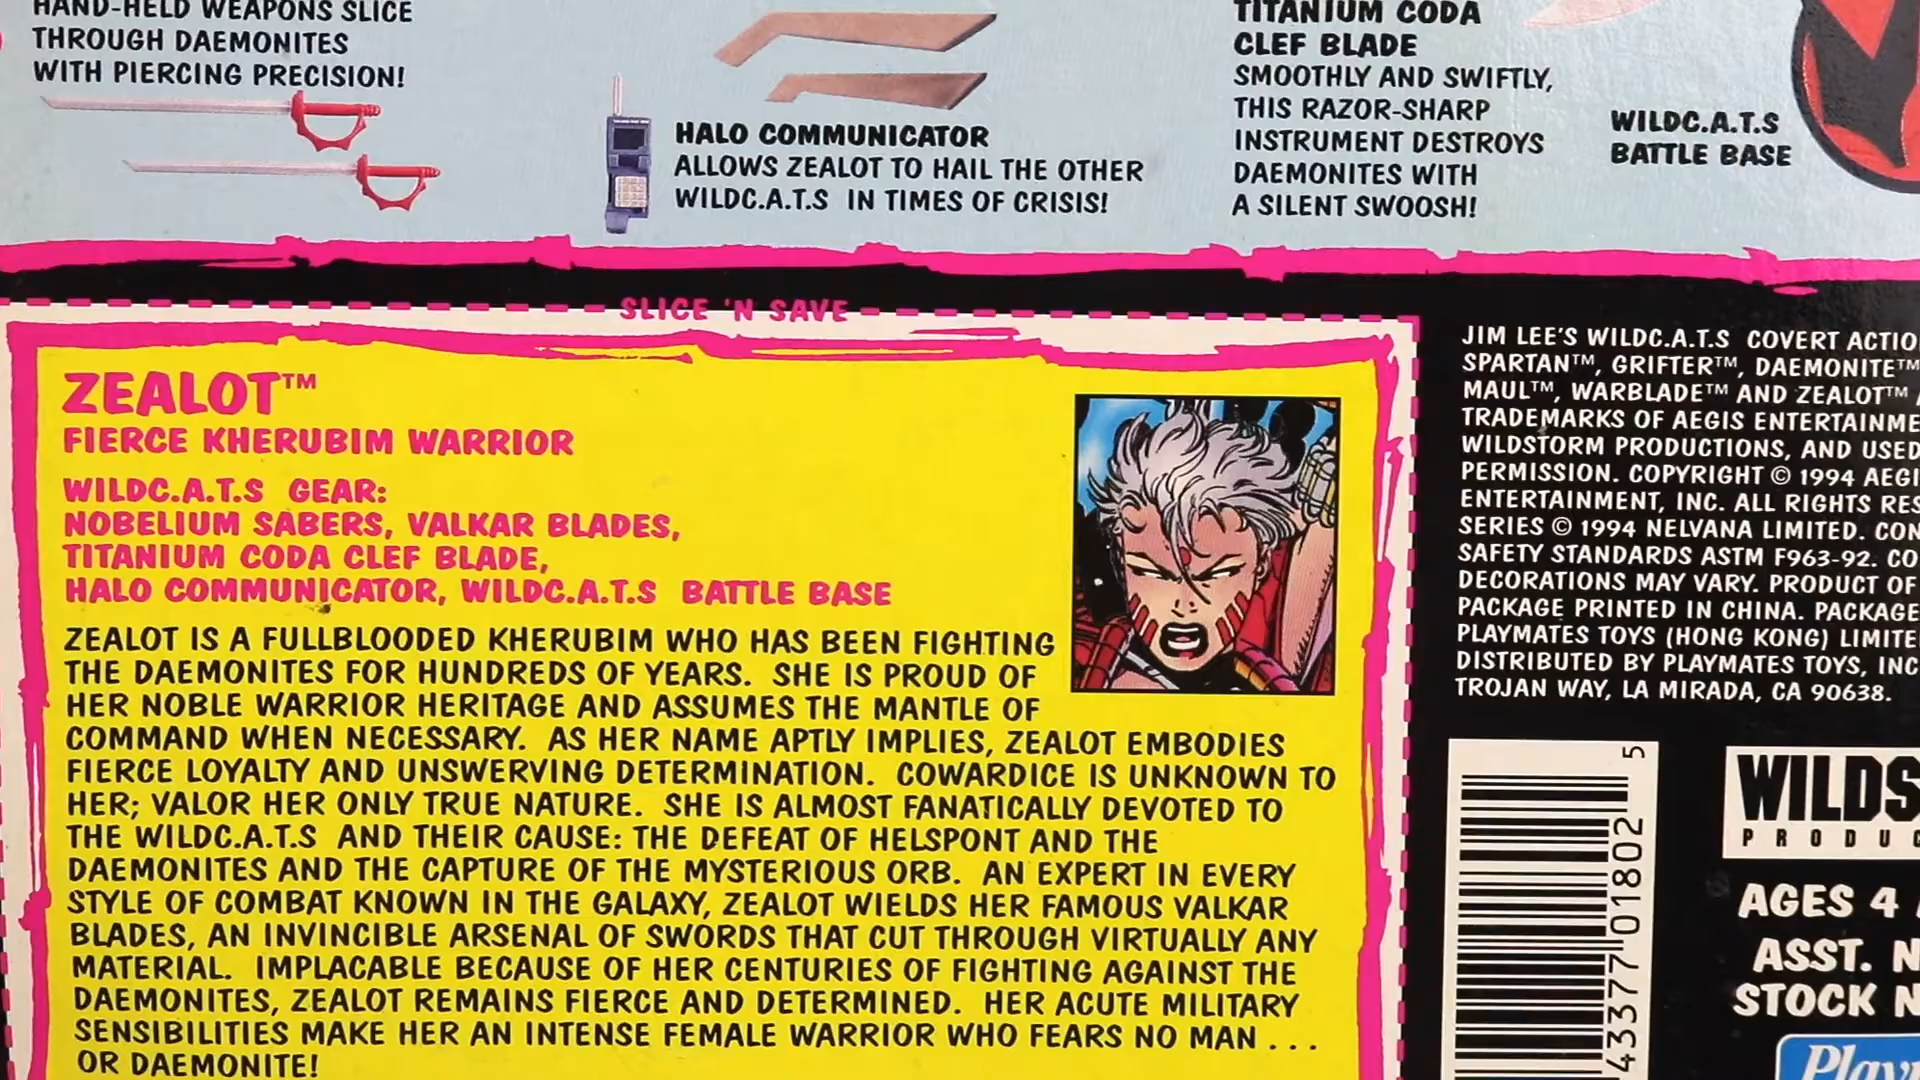 HAND-HELD WEAPONS SLICE
THROUGH DAEMONITES
WITH PIERCING PRECISION!
HALO COMMUNICATOR
ALLOWS ZEALOT TO HAIL THE OTHER
WILDC.A.T.S IN TIMES OF CRISIS!
TITANIUM CODA
CLEF BLADE
SMOOTHLY AND SWIFTLY,
THIS RAZOR-SHARP
INSTRUMENT DESTROYS
DAEMONITES WITH
A SILENT SWOOSH!
WILDC.A.T.S
BATTLE BASE
SLICE 'N SAVE
ZEALOT™
FIERCE KHERUBIM WARRIOR
WILDC.A.T.S GEAR:
NOBELIUM SABERS, VALKAR BLADES,
TITANIUM CODA CLEF BLADE,
HALO COMMUNICATOR, WILDC.A.T.S BATTLE BASE
ZEALOT IS A FULLBLOODED KHERUBIM WHO HAS BEEN FIGHTING
THE DAEMONITES FOR HUNDREDS OF YEARS. SHE IS PROUD OF
HER NOBLE WARRIOR HERITAGE AND ASSUMES THE MANTLE OF
COMMAND WHEN NECESSARY. AS HER NAME APTLY IMPLIES, ZEALOT EMBODIES
FIERCE LOYALTY AND UNSWERVING DETERMINATION. COWARDICE IS UNKNOWN TO
HER; VALOR HER ONLY TRUE NATURE. SHE IS ALMOST FANATICALLY DEVOTED TO
THE WILDC.A.T.S AND THEIR CAUSE: THE DEFEAT OF HELSPONT AND THE
DAEMONITES AND THE CAPTURE OF THE MYSTERIOUS ORB. AN EXPERT IN EVERY
STYLE OF COMBAT KNOWN IN THE GALAXY, ZEALOT WIELDS HER FAMOUS VALKAR
BLADES, AN INVINCIBLE ARSENAL OF SWORDS THAT CUT THROUGH VIRTUALLY ANY
MATERIAL. IMPLACABLE BECAUSE OF HER CENTURIES OF FIGHTING AGAINST THE
DAEMONITES, ZEALOT REMAINS FIERCE AND DETERMINED. HER ACUTE MILITARY
SENSIBILITIES MAKE HER AN INTENSE FEMALE WARRIOR WHO FEARS NO MAN . . .
OR DAEMONITE!
JIM LEE'S WILDC.A.T.S COVERT ACTIO
SPARTAN™, GRIFTER™, DAEMONITE™
MAUL™, WARBLADE™ AND ZEALOT™
TRADEMARKS OF AEGIS ENTERTAINME
WILDSTORM PRODUCTIONS, AND USED
PERMISSION. COPYRIGHT © 1994 AEGI
ENTERTAINMENT, INC. ALL RIGHTS RES
SERIES © 1994 NELVANA LIMITED. CON
SAFETY STANDARDS ASTM F963-92. CO
DECORATIONS MAY VARY. PRODUCT OF
PACKAGE PRINTED IN CHINA. PACKAGE
PLAYMATES TOYS (HONG KONG) LIMITE
DISTRIBUTED BY PLAYMATES TOYS, INC
TROJAN WAY, LA MIRADA, CA 90638.
43377 01802 5
WILDS
PRODUC
AGES 4
ASST. N
STOCK N
Play